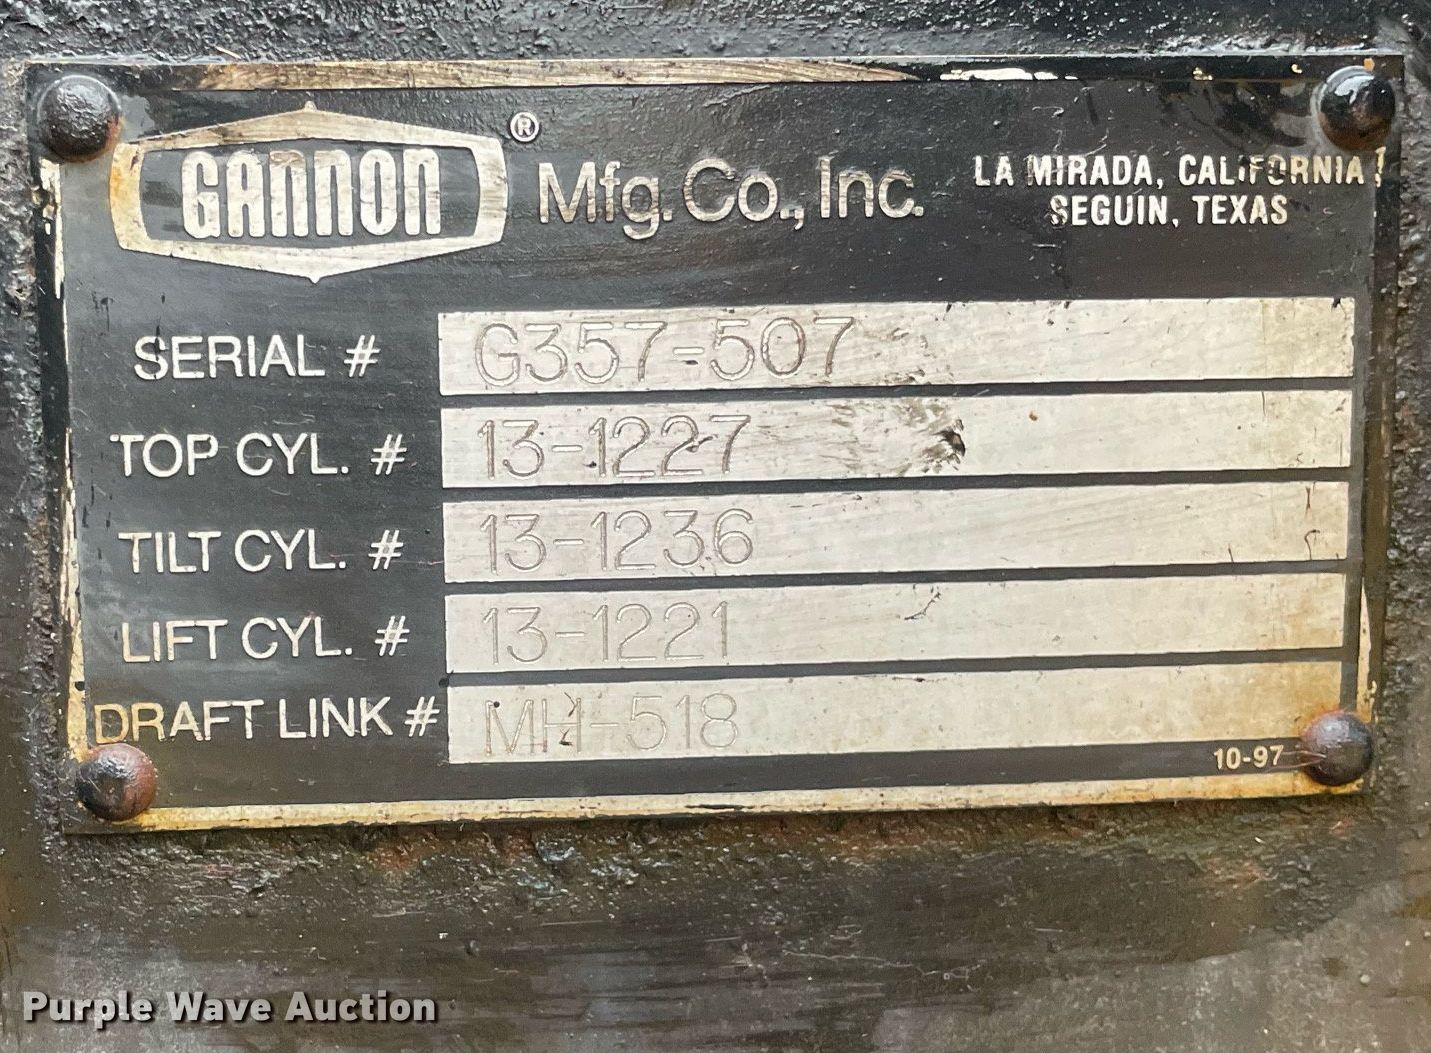 GANNON ® Mfg. Co., Inc.
LA MIRADA, CALIFORNIA
SEGUIN, TEXAS
SERIAL # G357-507
TOP CYL. # 13-1227
TILT CYL. # 13-1236
LIFT CYL. # 13-1221
DRAFT LINK # MH-518
10-97
Purple Wave Auction